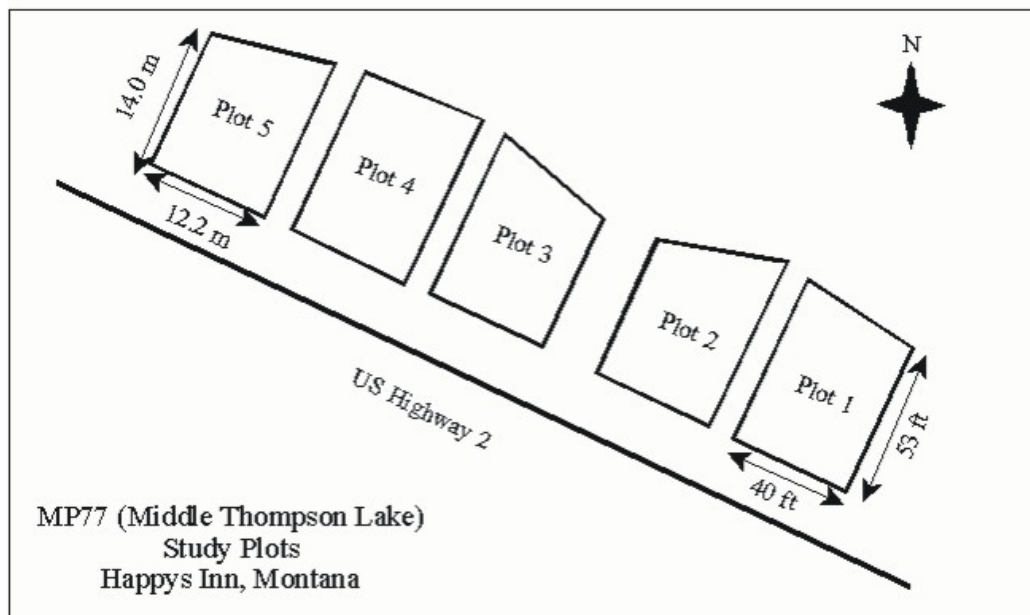 N
14.0 m
Plot 5
Plot 4
12.2 m
Plot 3
Plot 2
US Highway 2
Plot 1
53 ft
40 ft
MP77 (Middle Thompson Lake)
Study Plots
Happys Inn, Montana